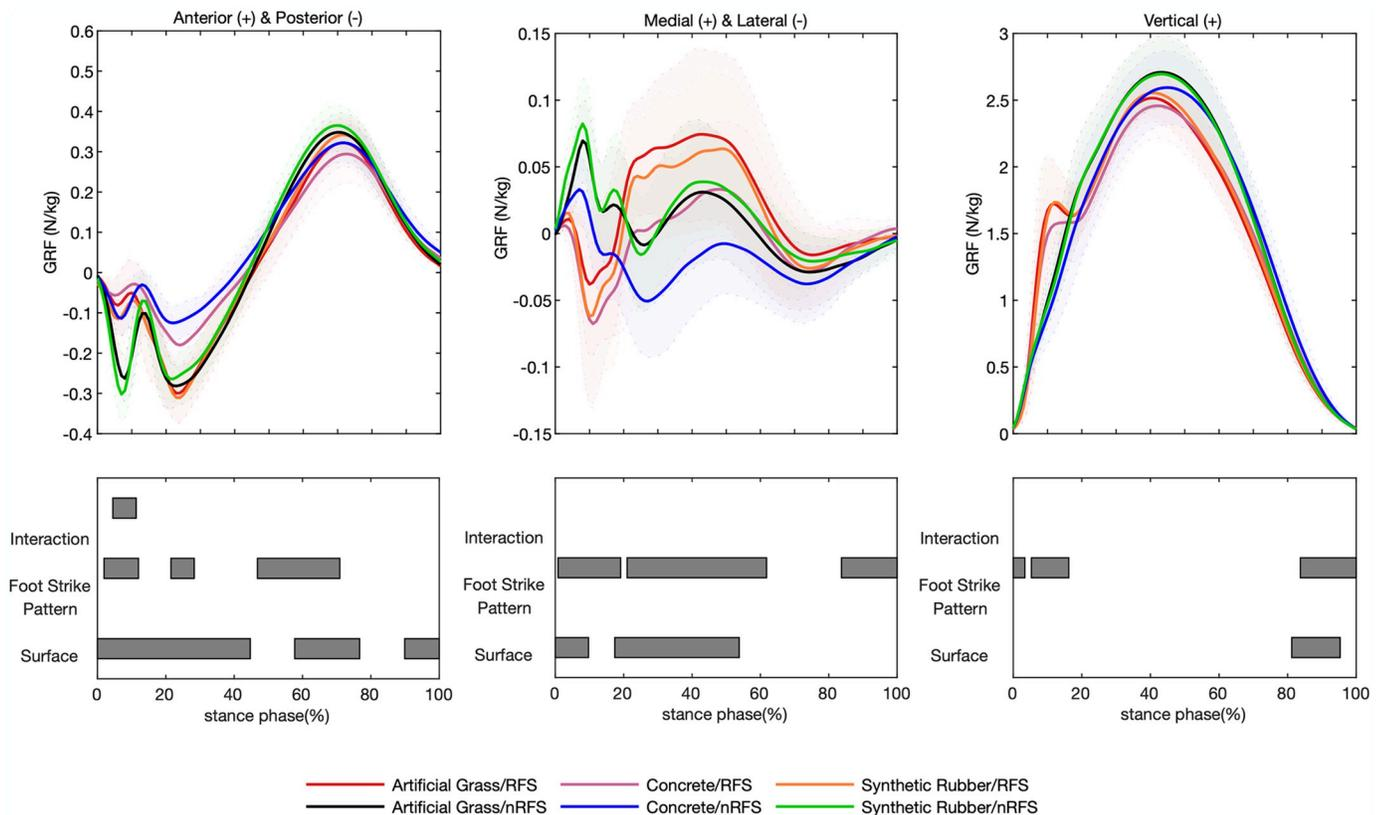 Anterior (+) & Posterior (-)
Medial (+) & Lateral (-)
Vertical (+)
GRF (N/kg)
0.6
0.5
0.4
0.3
0.2
0.1
0
-0.1
-0.2
-0.3
-0.4
GRF (N/kg)
0.15
0.1
0.05
0
-0.05
-0.1
-0.15
GRF (N/kg)
3
2.5
2
1.5
1
0.5
0
Interaction
Foot Strike
Pattern
Surface
0 20 40 60 80 100
stance phase(%)
Interaction
Foot Strike
Pattern
Surface
0 20 40 60 80 100
stance phase(%)
Interaction
Foot Strike
Pattern
Surface
0 20 40 60 80 100
stance phase(%)
Artificial Grass/RFS Concrete/RFS Synthetic Rubber/RFS
Artificial Grass/nRFS Concrete/nRFS Synthetic Rubber/nRFS